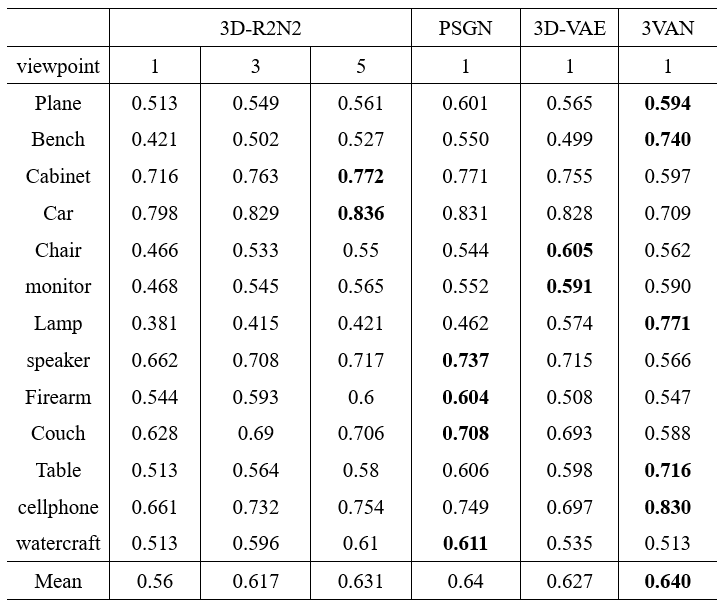 3D-R2N2 PSGN 3D-VAE 3VAN
viewpoint 1 3 5 1 1 1
Plane 0.513 0.549 0.561 0.601 0.565 0.594
Bench 0.421 0.502 0.527 0.550 0.499 0.740
Cabinet 0.716 0.763 0.772 0.771 0.755 0.597
Car 0.798 0.829 0.836 0.831 0.828 0.709
Chair 0.466 0.533 0.55 0.544 0.605 0.562
monitor 0.468 0.545 0.565 0.552 0.591 0.590
Lamp 0.381 0.415 0.421 0.462 0.574 0.771
speaker 0.662 0.708 0.717 0.737 0.715 0.566
Firearm 0.544 0.593 0.6 0.604 0.508 0.547
Couch 0.628 0.69 0.706 0.708 0.693 0.588
Table 0.513 0.564 0.58 0.606 0.598 0.716
cellphone 0.661 0.732 0.754 0.749 0.697 0.830
watercraft 0.513 0.596 0.61 0.611 0.535 0.513
Mean 0.56 0.617 0.631 0.64 0.627 0.640